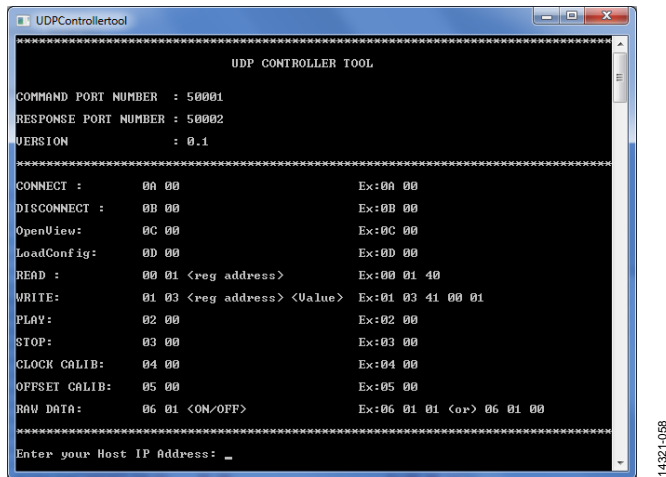 UDPControllertool
********************************************************************************
UDP CONTROLLER TOOL
COMMAND PORT NUMBER : 50001
RESPONSE PORT NUMBER : 50002
VERSION : 0.1
********************************************************************************
CONNECT : 0A 00 Ex:0A 00
DISCONNECT : 0B 00 Ex:0B 00
OpenView: 0C 00 Ex:0C 00
LoadConfig: 0D 00 Ex:0D 00
READ : 00 01 <reg address> Ex:00 01 40
WRITE: 01 03 <reg address> <Value> Ex:01 03 41 00 01
PLAY: 02 00 Ex:02 00
STOP: 03 00 Ex:03 00
CLOCK CALIB: 04 00 Ex:04 00
OFFSET CALIB: 05 00 Ex:05 00
RAW DATA: 06 01 <ON/OFF> Ex:06 01 01 (or) 06 01 00
********************************************************************************
Enter your Host IP Address: _
14321-058